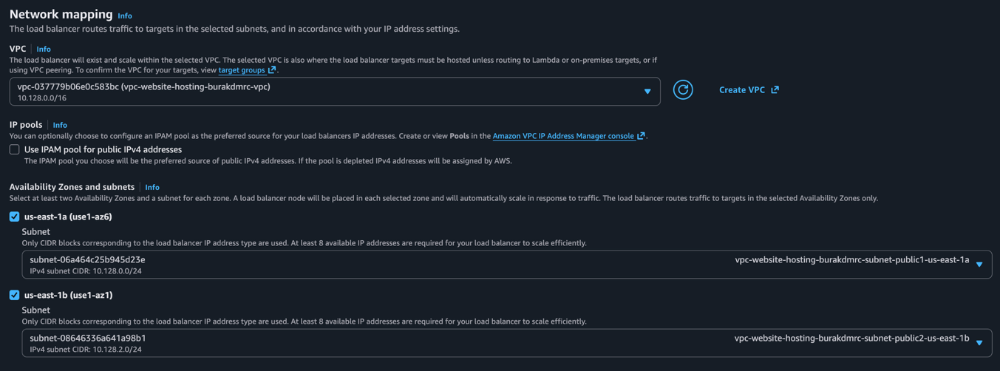 Network mapping Info
The load balancer routes traffic to targets in the selected subnets, and in accordance with your IP address settings.
VPC Info
The load balancer will exist and scale within the selected VPC. The selected VPC is also where the load balancer targets must be hosted unless routing to Lambda or on-premises targets, or if
using VPC peering. To confirm the VPC for your targets, view target groups.
vpc-037779b06e0c583bc (vpc-website-hosting-burakdmrc-vpc)
10.128.0.0/16
Create VPC
IP pools Info
You can optionally choose to configure an IPAM pool as the preferred source for your load balancers IP addresses. Create or view Pools in the Amazon VPC IP Address Manager console.
Use IPAM pool for public IPv4 addresses
The IPAM pool you choose will be the preferred source of public IPv4 addresses. If the pool is depleted IPv4 addresses will be assigned by AWS.
Availability Zones and subnets Info
Select at least two Availability Zones and a subnet for each zone. A load balancer node will be placed in each selected zone and will automatically scale in response to traffic. The load balancer routes traffic to targets in the selected Availability Zones only.
us-east-1a (use1-az6)
Subnet
Only CIDR blocks corresponding to the load balancer IP address type are used. At least 8 available IP addresses are required for your load balancer to scale efficiently.
subnet-06a464c25b945d23e vpc-website-hosting-burakdmrc-subnet-public1-us-east-1a
IPv4 subnet CIDR: 10.128.0.0/24
us-east-1b (use1-az1)
Subnet
Only CIDR blocks corresponding to the load balancer IP address type are used. At least 8 available IP addresses are required for your load balancer to scale efficiently.
subnet-08646336a641a98b1 vpc-website-hosting-burakdmrc-subnet-public2-us-east-1b
IPv4 subnet CIDR: 10.128.2.0/24